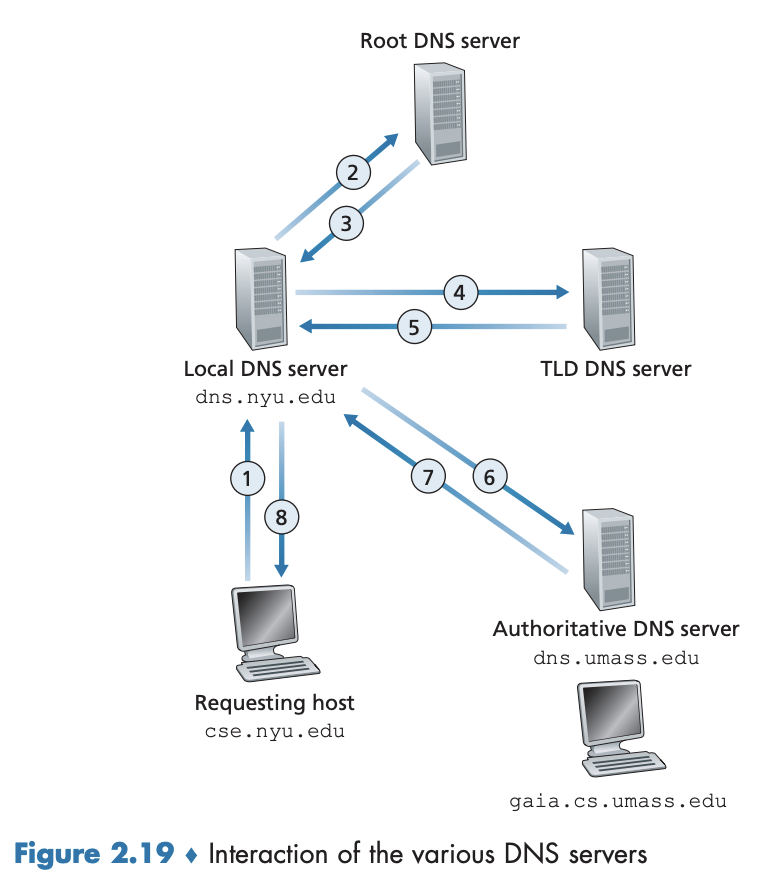 Root DNS server
2
3
4
5
Local DNS server
dns.nyu.edu
TLD DNS server
1
8
7
6
Authoritative DNS server
dns.umass.edu
Requesting host
cse.nyu.edu
gaia.cs.umass.edu
Figure 2.19 ♦ Interaction of the various DNS servers